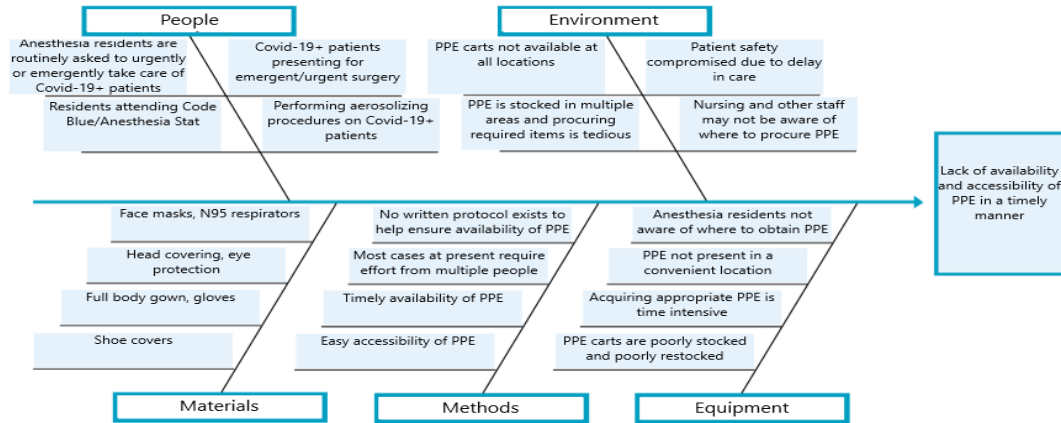 People
Environment
Anesthesia residents are
routinely asked to urgently
or emergently take care of
Covid-19+ patients
Covid-19+ patients
presenting for
emergent/urgent surgery
PPE carts not available at
all locations
Patient safety
compromised due to delay
in care
Residents attending Code
Blue/Anesthesia Stat
Performing aerosolizing
procedures on Covid-19+
patients
PPE is stocked in multiple
areas and procuring
required items is tedious
Nursing and other staff
may not be aware of
where to procure PPE
Lack of availability
and accessibility of
PPE in a timely
manner
Face masks, N95 respirators
No written protocol exists to
help ensure availability of PPE
Anesthesia residents not
aware of where to obtain PPE
Head covering, eye
protection
Most cases at present require
effort from multiple people
PPE not present in a
convenient location
Full body gown, gloves
Timely availability of PPE
Acquiring appropriate PPE is
time intensive
Shoe covers
Easy accessibility of PPE
PPE carts are poorly stocked
and poorly restocked
Materials
Methods
Equipment